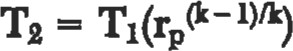 T₂ = T₁(rₚ^(k – 1)/k)